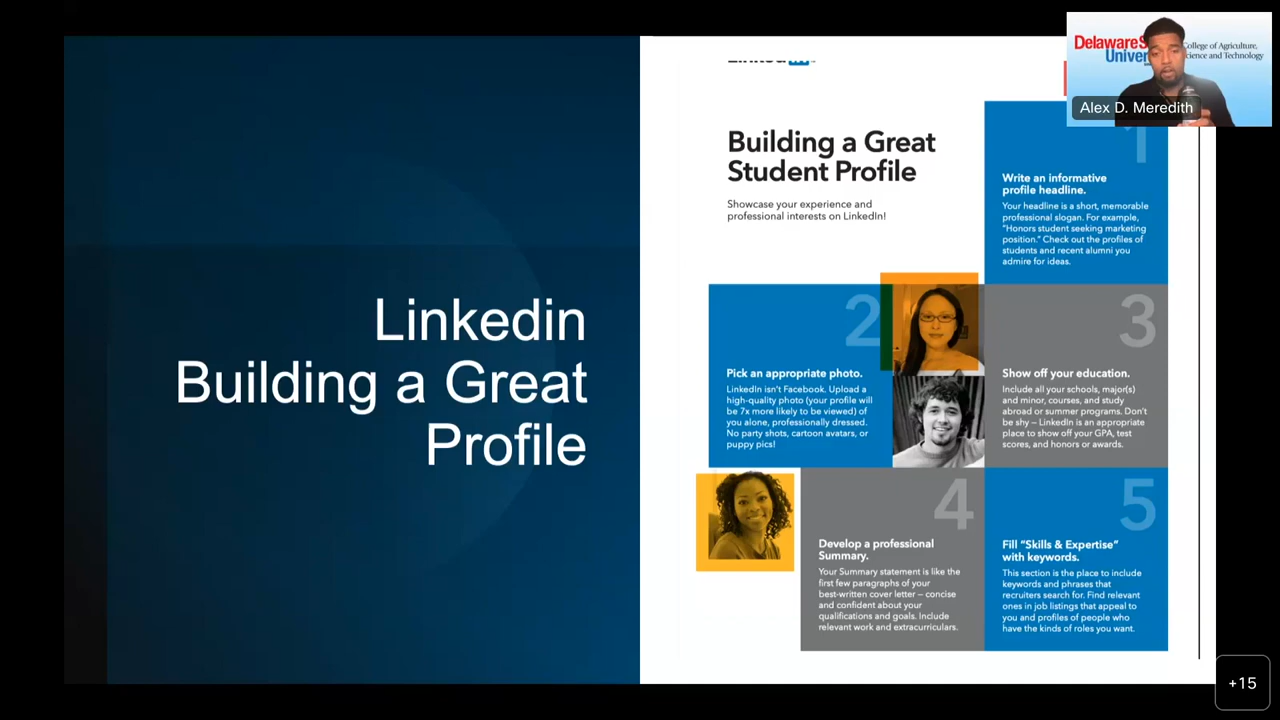 Linkedin
Building a Great
Profile
Linked in
Building a Great
Student Profile
Showcase your experience and
professional interests on LinkedIn!
1
Write an informative
profile headline.
Your headline is a short, memorable
professional slogan. For example,
"Honors student seeking marketing
position." Check out the profiles of
students and recent alumni you
admire for ideas.
2
Pick an appropriate photo.
LinkedIn isn't Facebook. Upload a
high-quality photo (your profile will
be 7x more likely to be viewed) of
you alone, professionally dressed.
No party shots, cartoon avatars, or
puppy pics!
3
Show off your education.
Include all your schools, major(s)
and minor, courses, and study
abroad or summer programs. Don't
be shy – LinkedIn is an appropriate
place to show off your GPA, test
scores, and honors or awards.
4
Develop a professional
Summary.
Your Summary statement is like the
first few paragraphs of your
best-written cover letter – concise
and confident about your
qualifications and goals. Include
relevant work and extracurriculars.
5
Fill "Skills & Expertise"
with keywords.
This section is the place to include
keywords and phrases that
recruiters search for. Find relevant
ones in job listings that appeal to
you and profiles of people who
have the kinds of roles you want.
Delaware S
Univer
College of Agriculture,
Science and Technology
Alex D. Meredith
+15